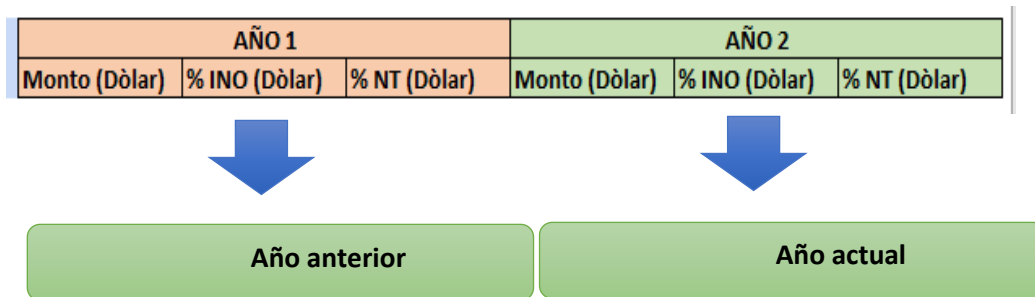 AÑO 1 AÑO 2
Monto (Dòlar) % INO (Dòlar) % NT (Dòlar) Monto (Dòlar) % INO (Dòlar) % NT (Dòlar)
Año anterior Año actual